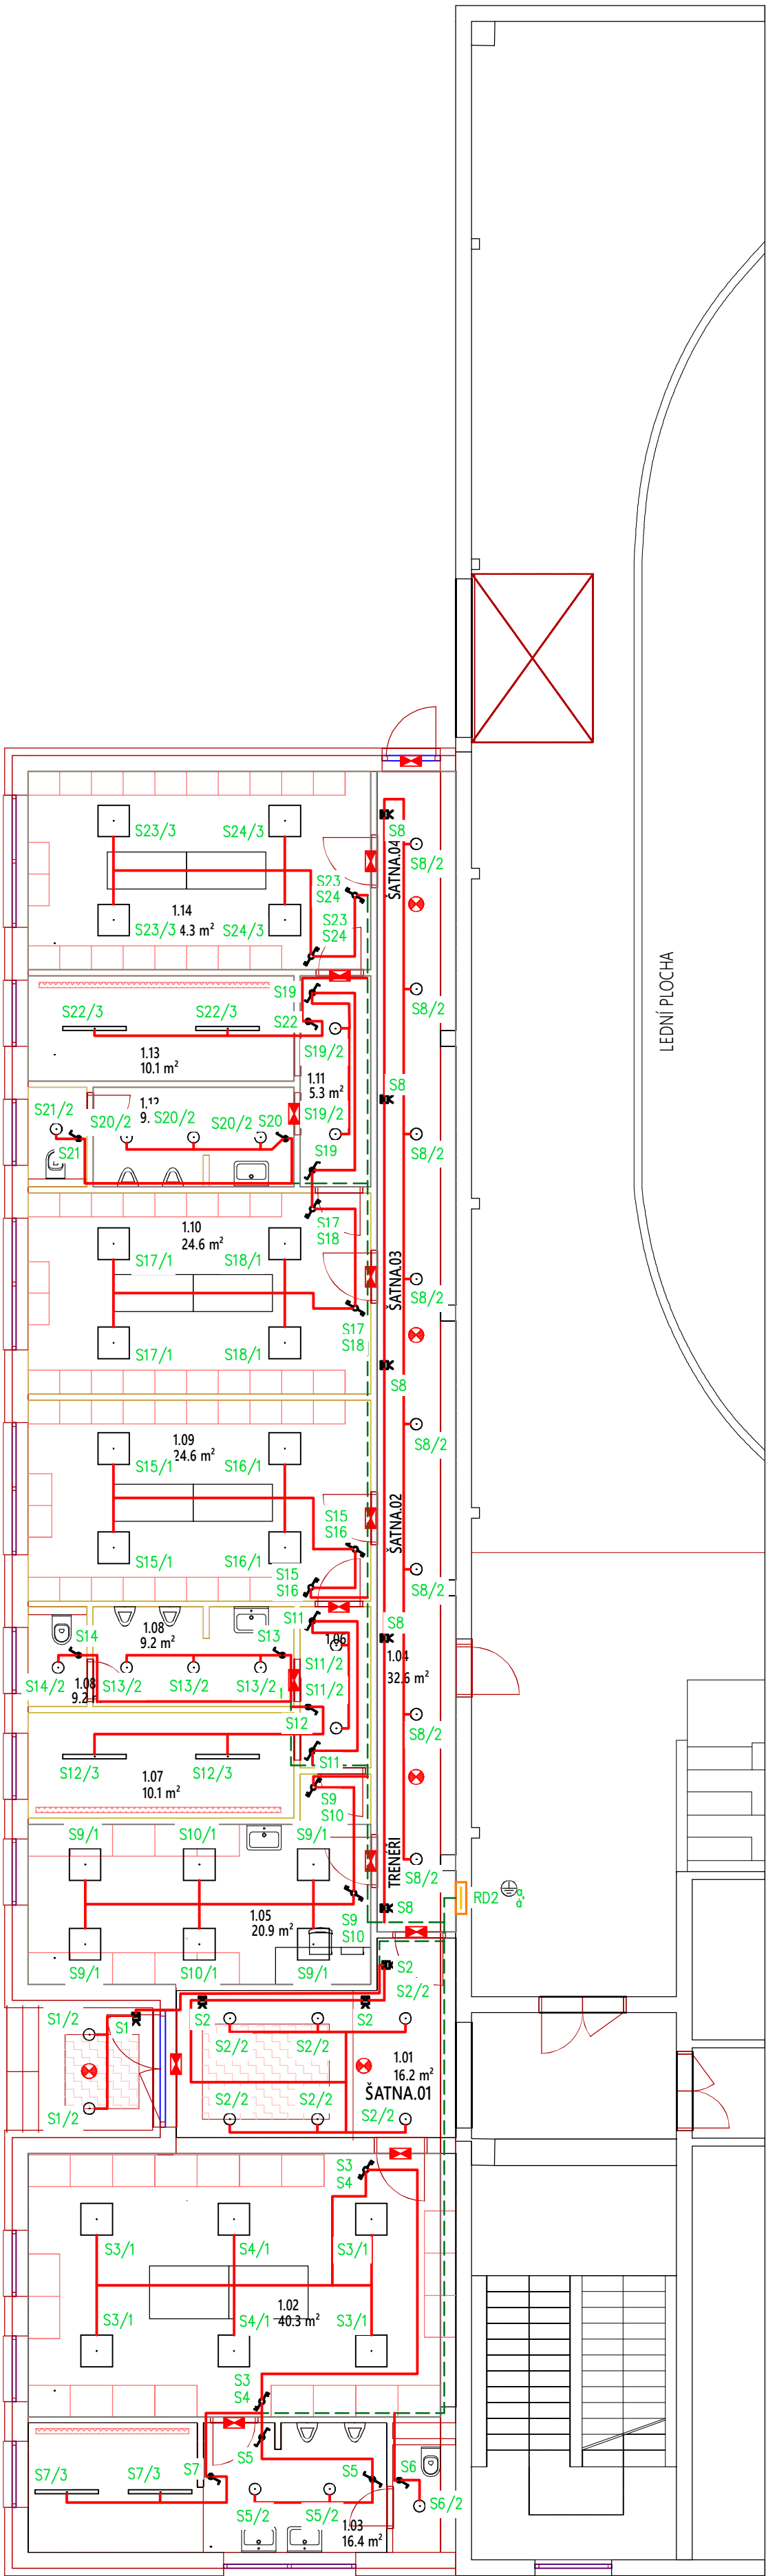 S8
S23/3
S24/3
S8/2
ŠATNA.04
S23
S24
1.14
S23/3 4.3 m²
S24/3
S23
S24
LEDNÍ PLOCHA
S19
S8/2
S22/3
S22/3
S22
S19/2
1.13
10.1 m²
1.11
5.3 m²
S8
S21/2
1.12
9.
S20/2
S20/2
S20/2
S20
S19/2
S21
S19
S8/2
1.10
24.6 m²
S17
S18
S17/1
S18/1
ŠATNA.03
S8/2
S17/1
S18/1
S17
S18
S8
1.09
24.6 m²
S8/2
S15/1
S16/1
S15
S16
ŠATNA.02
S15/1
S16/1
S15
S16
S8/2
1.08
9.2 m²
S11
S8
S14
S13
1.06
1.04
32.6 m²
S14/2
S13/2
S13/2
S11/2
S11/2
1.08
9.2
S12
S8/2
S12/3
S12/3
S11
1.07
10.1 m²
S9
S10
S9/1
S10/1
S9/1
TRENÉŘI
S8/2
RD2
1.05
20.9 m²
S9
S10
S8
S9/1
S10/1
S9/1
S2
S2/2
S1/2
S1
S2
S2
S2/2
S2/2
1.01
16.2 m²
ŠATNA.01
S1/2
S2/2
S2/2
S2/2
S3
S4
S3/1
S4/1
S3/1
1.02
40.3 m²
S3/1
S4/1
S3/1
S3
S4
S5
S7/3
S7/3
S7
S5
S6
S5/2
S5/2
S6/2
1.03
16.4 m²